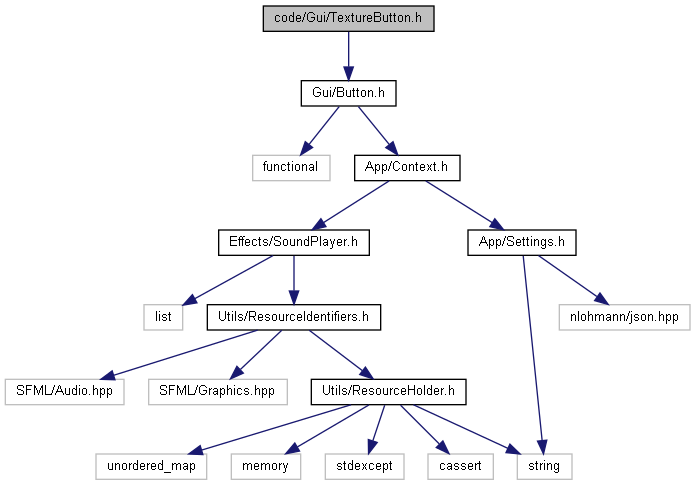 code/Gui/TextureButton.h
Gui/Button.h
functional
App/Context.h
Effects/SoundPlayer.h
App/Settings.h
list
Utils/ResourceIdentifiers.h
nlohmann/json.hpp
SFML/Audio.hpp
SFML/Graphics.hpp
Utils/ResourceHolder.h
unordered_map
memory
stdexcept
cassert
string